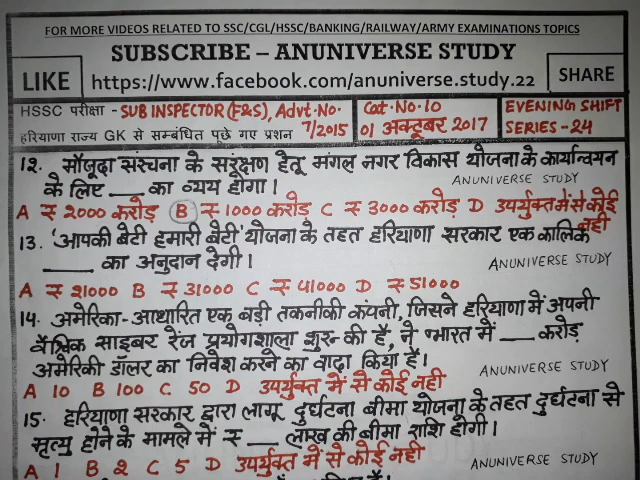 FOR MORE VIDEOS RELATED TO SSC/CGL/HSSC/BANKING/RAILWAY/ARMY EXAMINATIONS TOPICS
SUBSCRIBE – ANUNIVERSE STUDY
LIKE
https://www.facebook.com/anuniverse.study.22
SHARE
HSSC परीक्षा - SUB INSPECTOR (F&S), Advt. No. 7/2015
हरियाणा राज्य GK से सम्बंधित पूछे गए प्रश्न
Cat. No. 10
01 अक्टूबर 2017
EVENING SHIFT
SERIES - 24
12. मौजूदा संरचना के संरक्षण हेतू मंगल नगर विकास योजना के कार्यान्वयन
के लिए ___ का व्यय होगा।
ANUNIVERSE STUDY
A रू 2000 करोड़ B रू 1000 करोड़ C रू 3000 करोड़ D उपर्युक्त में से कोई नही
13. 'आपकी बेटी हमारी बेटी' योजना के तहत हरियाणा सरकार एक कालिक
____ का अनुदान देगी।
ANUNIVERSE STUDY
A रू 21000 B रू 31000 C रू 41000 D रू 51000
14. अमेरिका-आधारित एक बड़ी तकनीकी कंपनी, जिसने हरियाणा में अपनी
वैश्विक साइबर रेंज प्रयोगशाला शुरू की है, ने भारत में ___ करोड़
अमेरिकी डॉलर का निवेश करने का वादा किया है।
ANUNIVERSE STUDY
A 10 B 100 C 50 D उपर्युक्त में से कोई नही
15. हरियाणा सरकार द्वारा लागू दुर्घटना बीमा योजना के तहत दुर्घटना से
मृत्यु होने के मामले में रू ___ लाख की बीमा राशि होगी।
A 1 B 2 C 5 D उपर्युक्त में से कोई नही
ANUNIVERSE STUDY